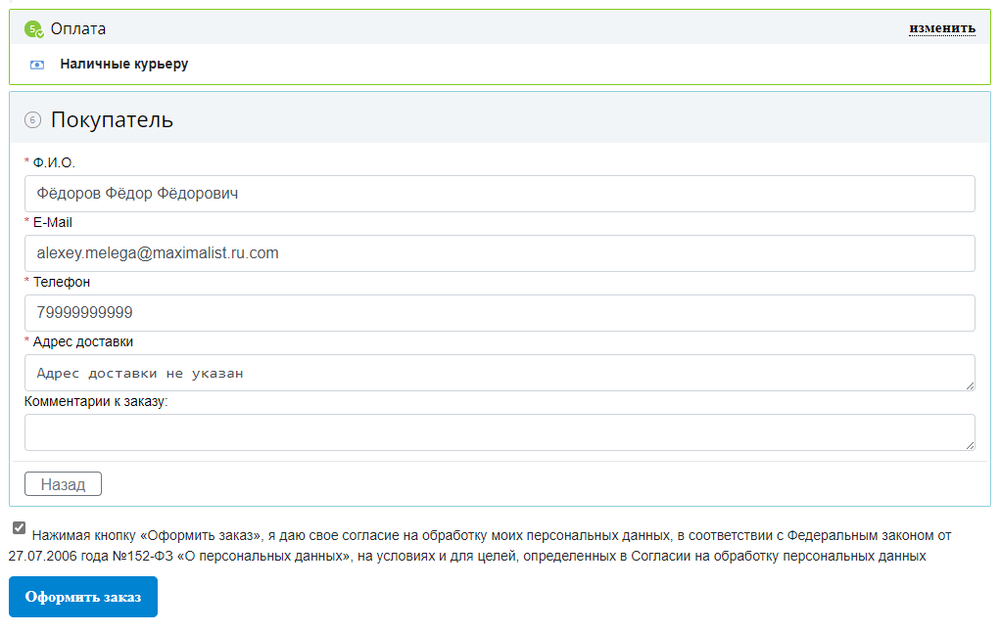 5 Оплата изменить
Наличные курьеру
6 Покупатель
* Ф.И.О.
Фёдоров Фёдор Фёдорович
* E-Mail
alexey.melega@maximalist.ru.com
* Телефон
79999999999
* Адрес доставки
Адрес доставки не указан
Комментарии к заказу:
Назад
Нажимая кнопку «Оформить заказ», я даю свое согласие на обработку моих персональных данных, в соответствии с Федеральным законом от
27.07.2006 года №152-ФЗ «О персональных данных», на условиях и для целей, определенных в Согласии на обработку персональных данных
Оформить заказ